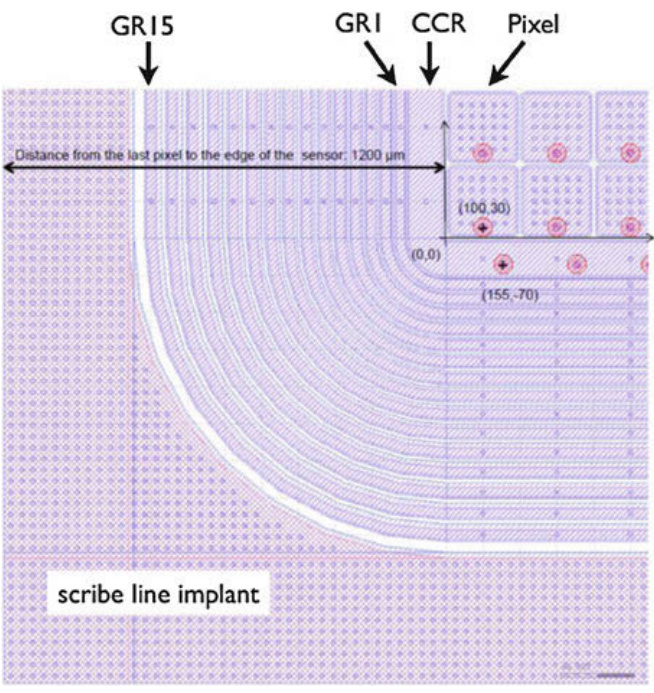 GR15 GR1 CCR Pixel
Distance from the last pixel to the edge of the sensor: 1200 μm
(100,30)
(0,0)
(155,-70)
scribe line implant